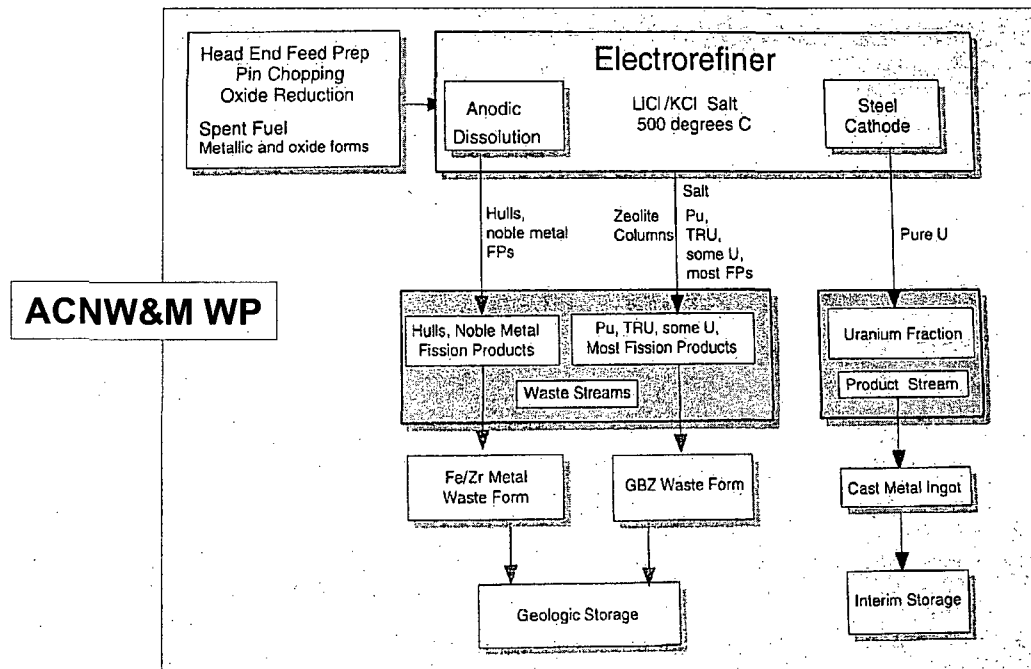 Head End Feed Prep
Pin Chopping
Oxide Reduction
Spent Fuel
Metallic and oxide forms
Electrorefiner
Anodic
Dissolution
LiCl/KCl Salt
500 degrees C
Steel
Cathode
Hulls,
noble metal
FPs
Zeolite
Columns
Salt
Pu,
TRU,
some U,
most FPs
Pure U
ACNW&M WP
Hulls, Noble Metal
Fission Products
Pu, TRU, some U,
Most Fission Products
Waste Streams
Uranium Fraction
Product Stream
Fe/Zr Metal
Waste Form
GBZ Waste Form
Cast Metal Ingot
Geologic Storage
Interim Storage